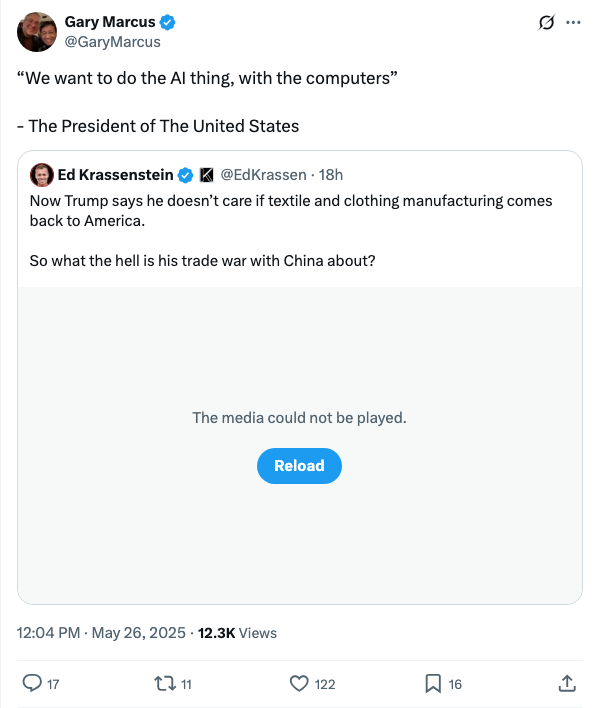 Gary Marcus
@GaryMarcus
“We want to do the AI thing, with the computers”
- The President of The United States
Ed Krassenstein @EdKrassen · 18h
Now Trump says he doesn’t care if textile and clothing manufacturing comes
back to America.
So what the hell is his trade war with China about?
The media could not be played.
Reload
12:04 PM · May 26, 2025 · 12.3K Views
17 11 122 16